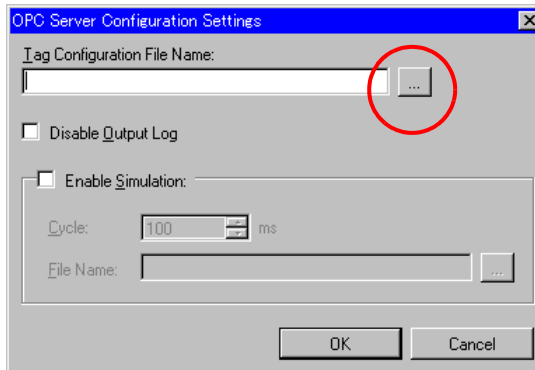 OPC Server Configuration Settings
Tag Configuration File Name:
...
Disable Output Log
Enable Simulation:
Cycle: 100 ms
File Name: ...
OK Cancel